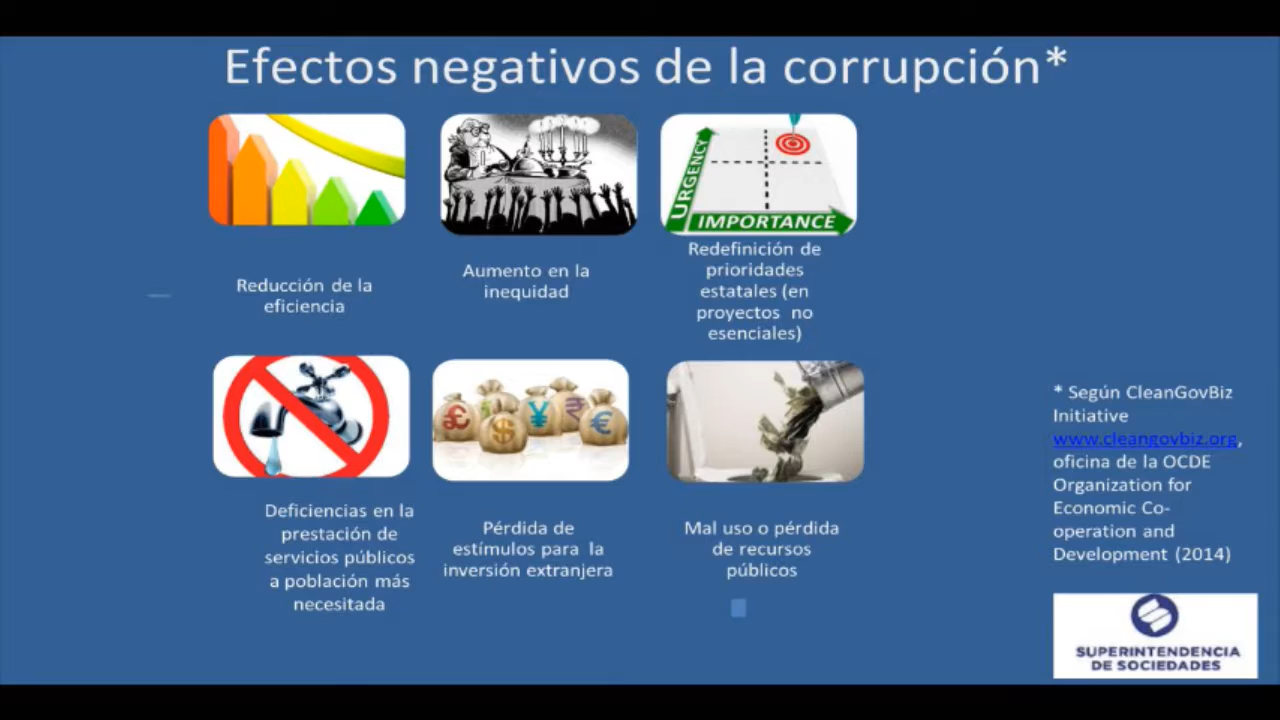 Efectos negativos de la corrupción*
URGENCY
IMPORTANCE
Reducción de la
eficiencia
Aumento en la
inequidad
Redefinición de
prioridades
estatales (en
proyectos no
esenciales)
£
$
¥
₹
€
Deficiencias en la
prestación de
servicios públicos
a población más
necesitada
Pérdida de
estímulos para la
inversión extranjera
Mal uso o pérdida
de recursos
públicos
* Según CleanGovBiz
Initiative
www.cleangovbiz.org,
oficina de la OCDE
Organization for
Economic Co-
operation and
Development (2014)
SUPERINTENDENCIA
DE SOCIEDADES